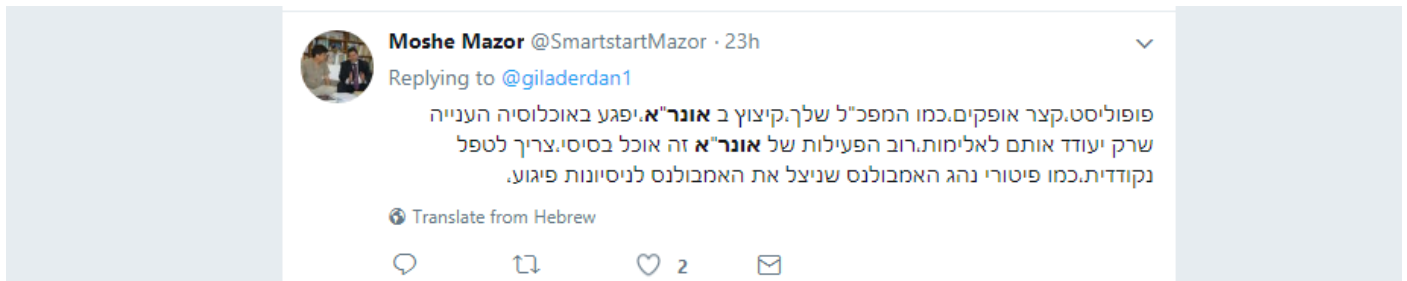 Moshe Mazor @SmartstartMazor · 23h
Replying to @giladerdan1
פופוליסט.קצר אופקים.כמו המפכ"ל שלך.קיצוץ ב אונר"א.יפגע באוכלוסיה הענייה
שרק יעודד אותם לאלימות.רוב הפעילות של אונר"א זה אוכל בסיסי.צריך לטפל
נקודדית.כמו פיטורי נהג האמבולנס שניצל את האמבולנס לניסיונות פיגוע.
Translate from Hebrew
2